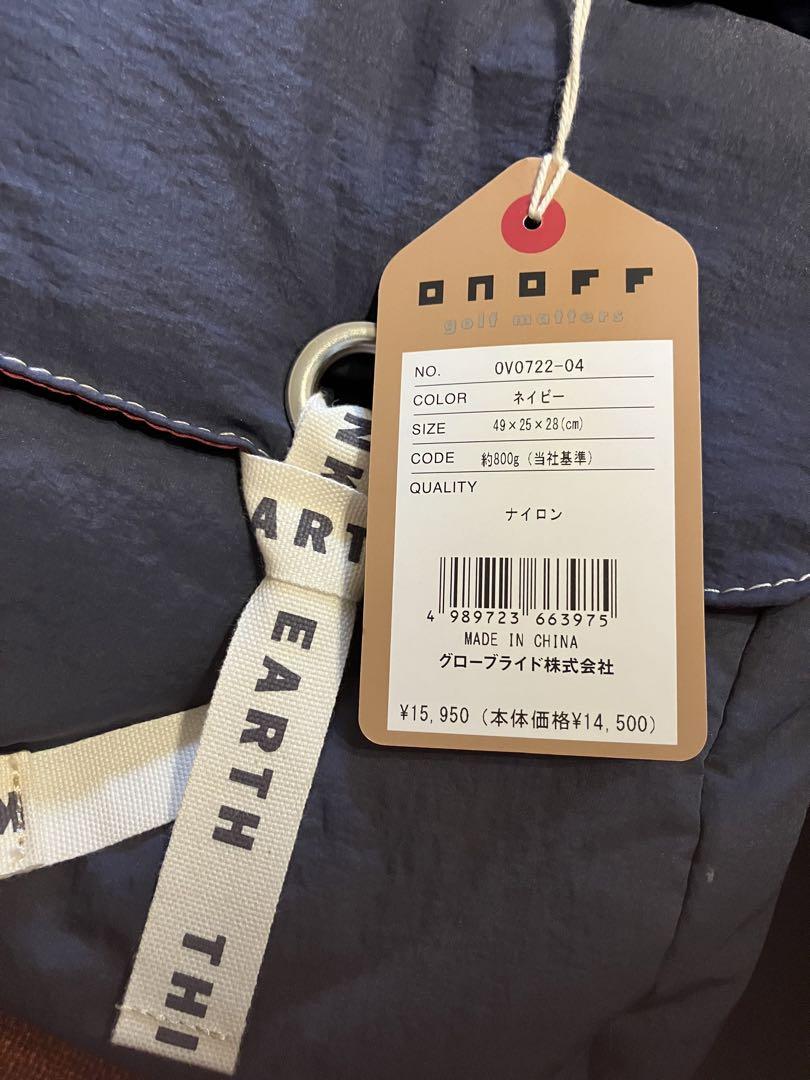 ONOFF
golf matters
NO. OV0722-04
COLOR ネイビー
SIZE 49×25×28(cm)
CODE 約800g (当社基準)
QUALITY
ナイロン
4 989723 663975
MADE IN CHINA
グローブライド株式会社
¥15,950 (本体価格¥14,500)
NK
ART
EARTH THI
K